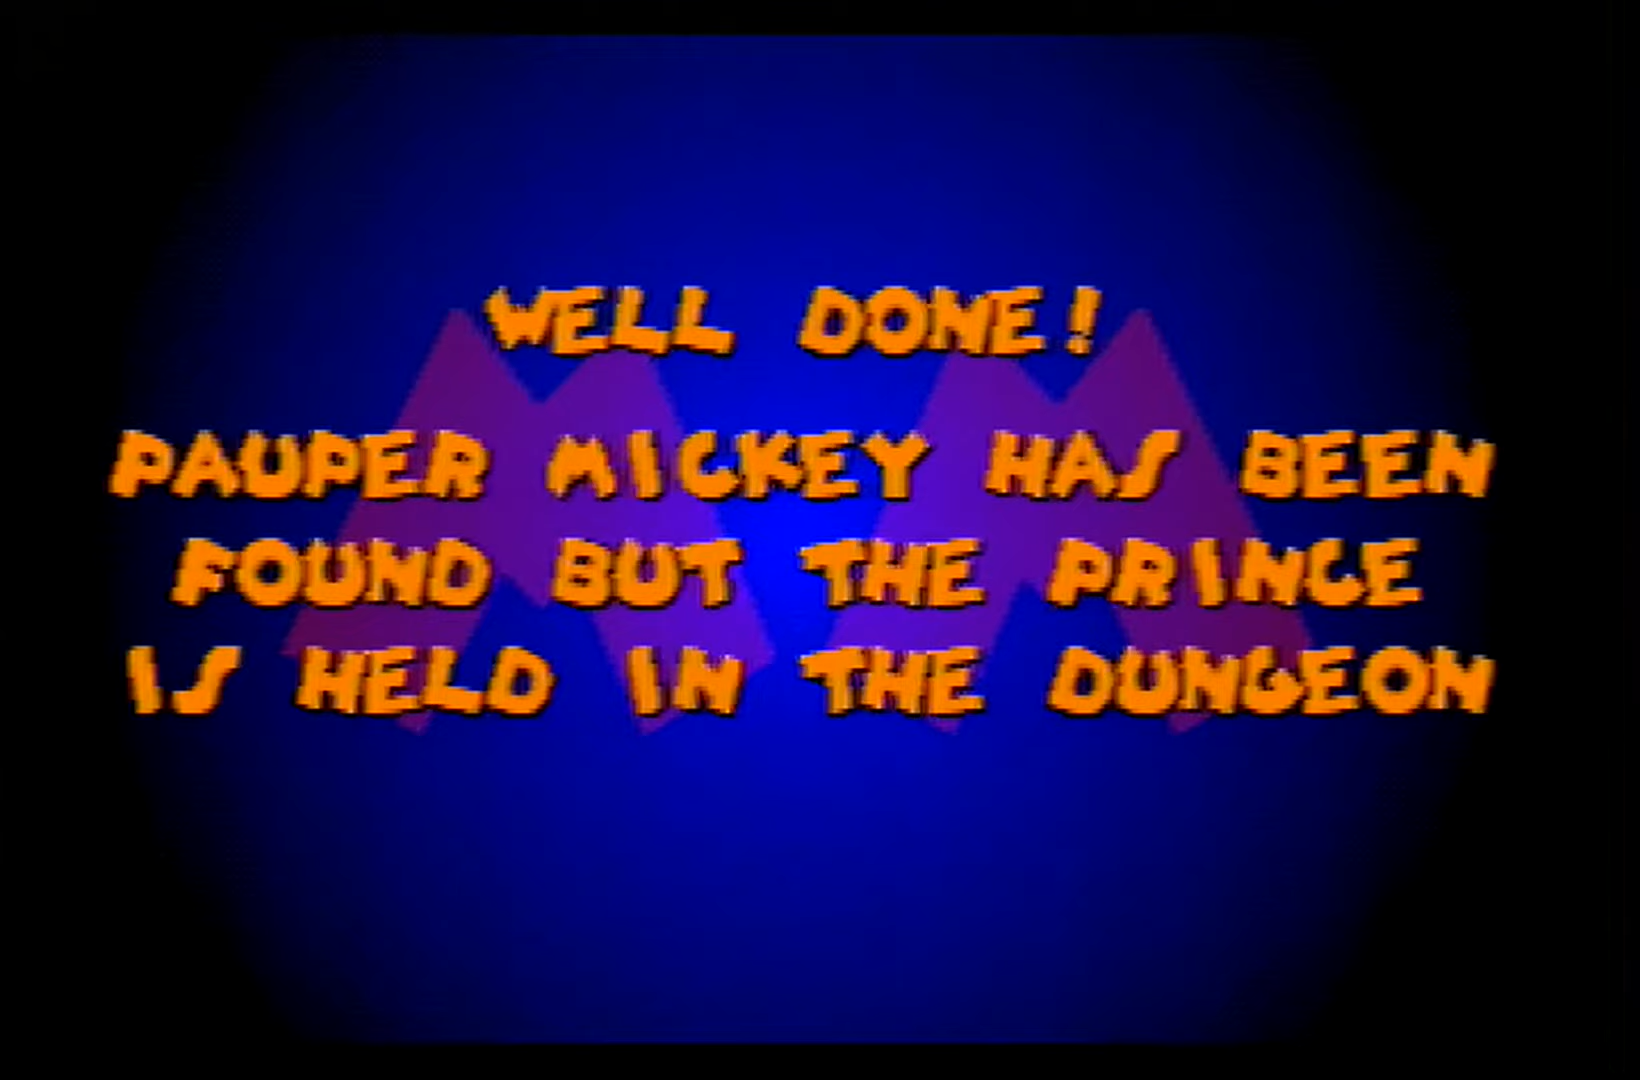 WELL DONE!
PAUPER MICKEY HAS BEEN
FOUND BUT THE PRINCE
IS HELD IN THE DUNGEON